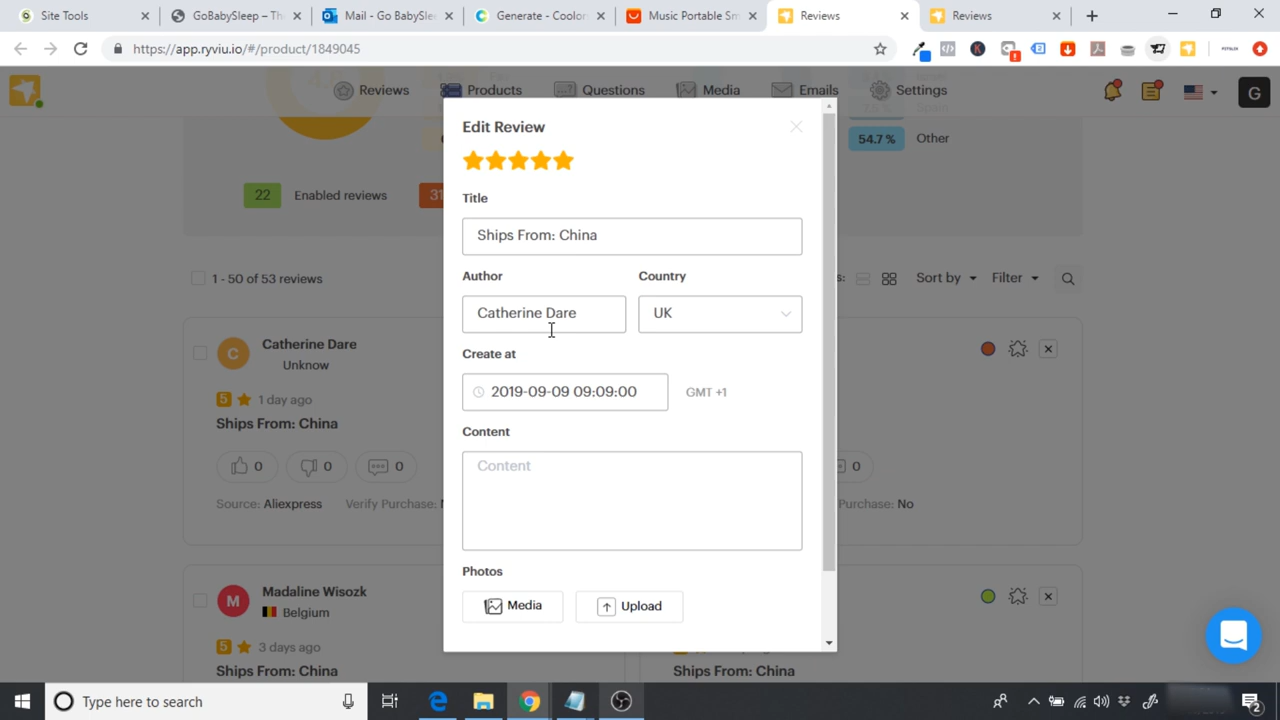 Site Tools
GoBabySleep – Th
Mail - Go BabySlee
Generate - Coolor
Music Portable Sm
Reviews
Reviews
https://app.ryviu.io/#/product/1849045
Reviews
Products
Questions
Media
Emails
Settings
G
Spain
54.7 %
Other
22
Enabled reviews
31
1 - 50 of 53 reviews
Sort by
Filter
Edit Review
Title
Ships From: China
Author
Country
Catherine Dare
UK
Create at
2019-09-09 09:09:00
GMT +1
Content
Content
Photos
Media
Upload
C
Catherine Dare
Unknow
5
1 day ago
Ships From: China
0
0
0
Source: Aliexpress
Verify Purchase: N
0
Purchase: No
M
Madaline Wisozk
Belgium
5
3 days ago
Ships From: China
Ships From: China
Type here to search
2